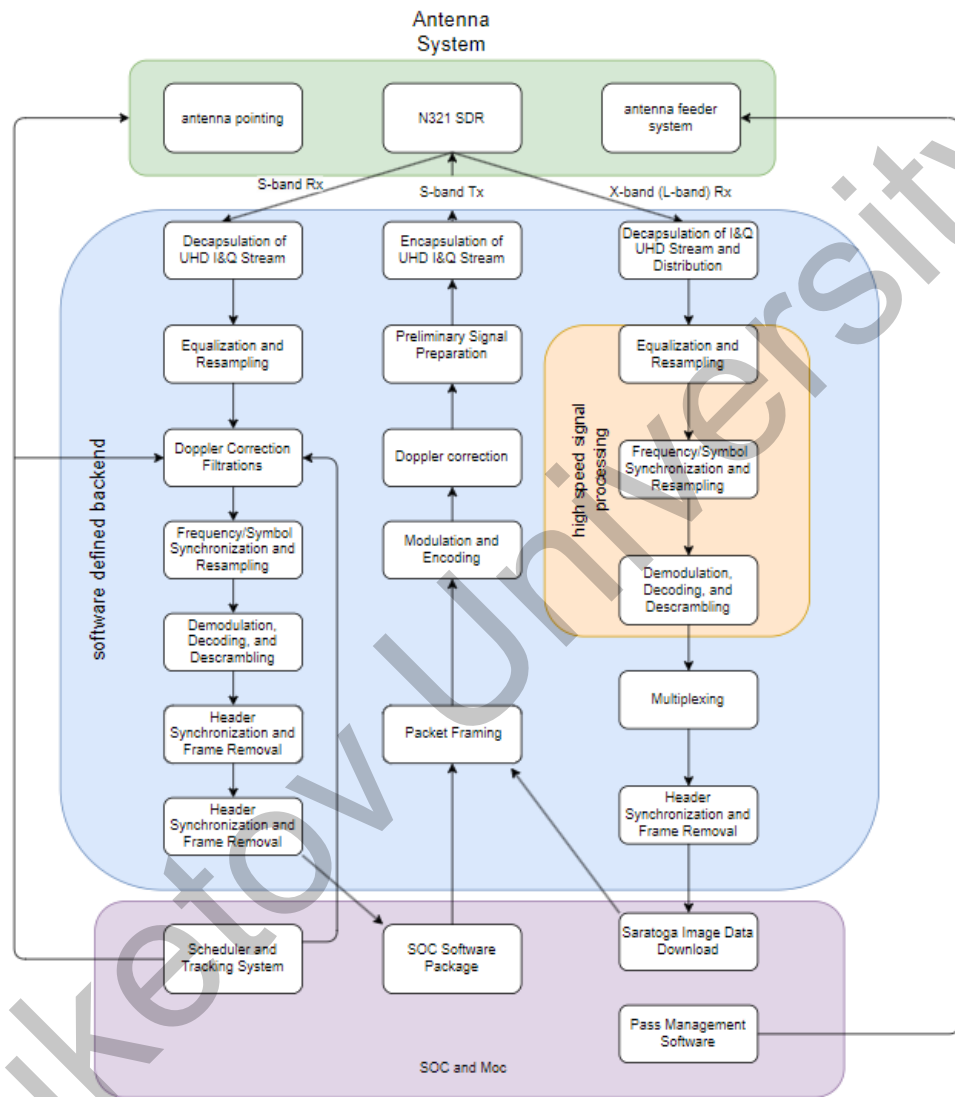 Antenna
System
antenna pointing
N321 SDR
antenna feeder
system
S-band Rx
S-band Tx
X-band (L-band) Rx
Decapsulation of
UHD I&Q Stream
Encapsulation of
UHD I&Q Stream
Decapsulation of I&Q
UHD Stream and
Distribution
Equalization and
Resampling
Preliminary Signal
Preparation
Equalization and
Resampling
Doppler Correction
Filtrations
Doppler correction
Frequency/Symbol
Synchronization and
Resampling
high speed signal
processing
software defined backend
Frequency/Symbol
Synchronization and
Resampling
Modulation and
Encoding
Demodulation,
Decoding, and
Descrambling
Demodulation,
Decoding, and
Descrambling
Multiplexing
Header
Synchronization and
Frame Removal
Packet Framing
Header
Synchronization and
Frame Removal
Header
Synchronization and
Frame Removal
Scheduler and
Tracking System
SOC Software
Package
Saratoga Image Data
Download
Pass Management
Software
SOC and Moc
uketov University